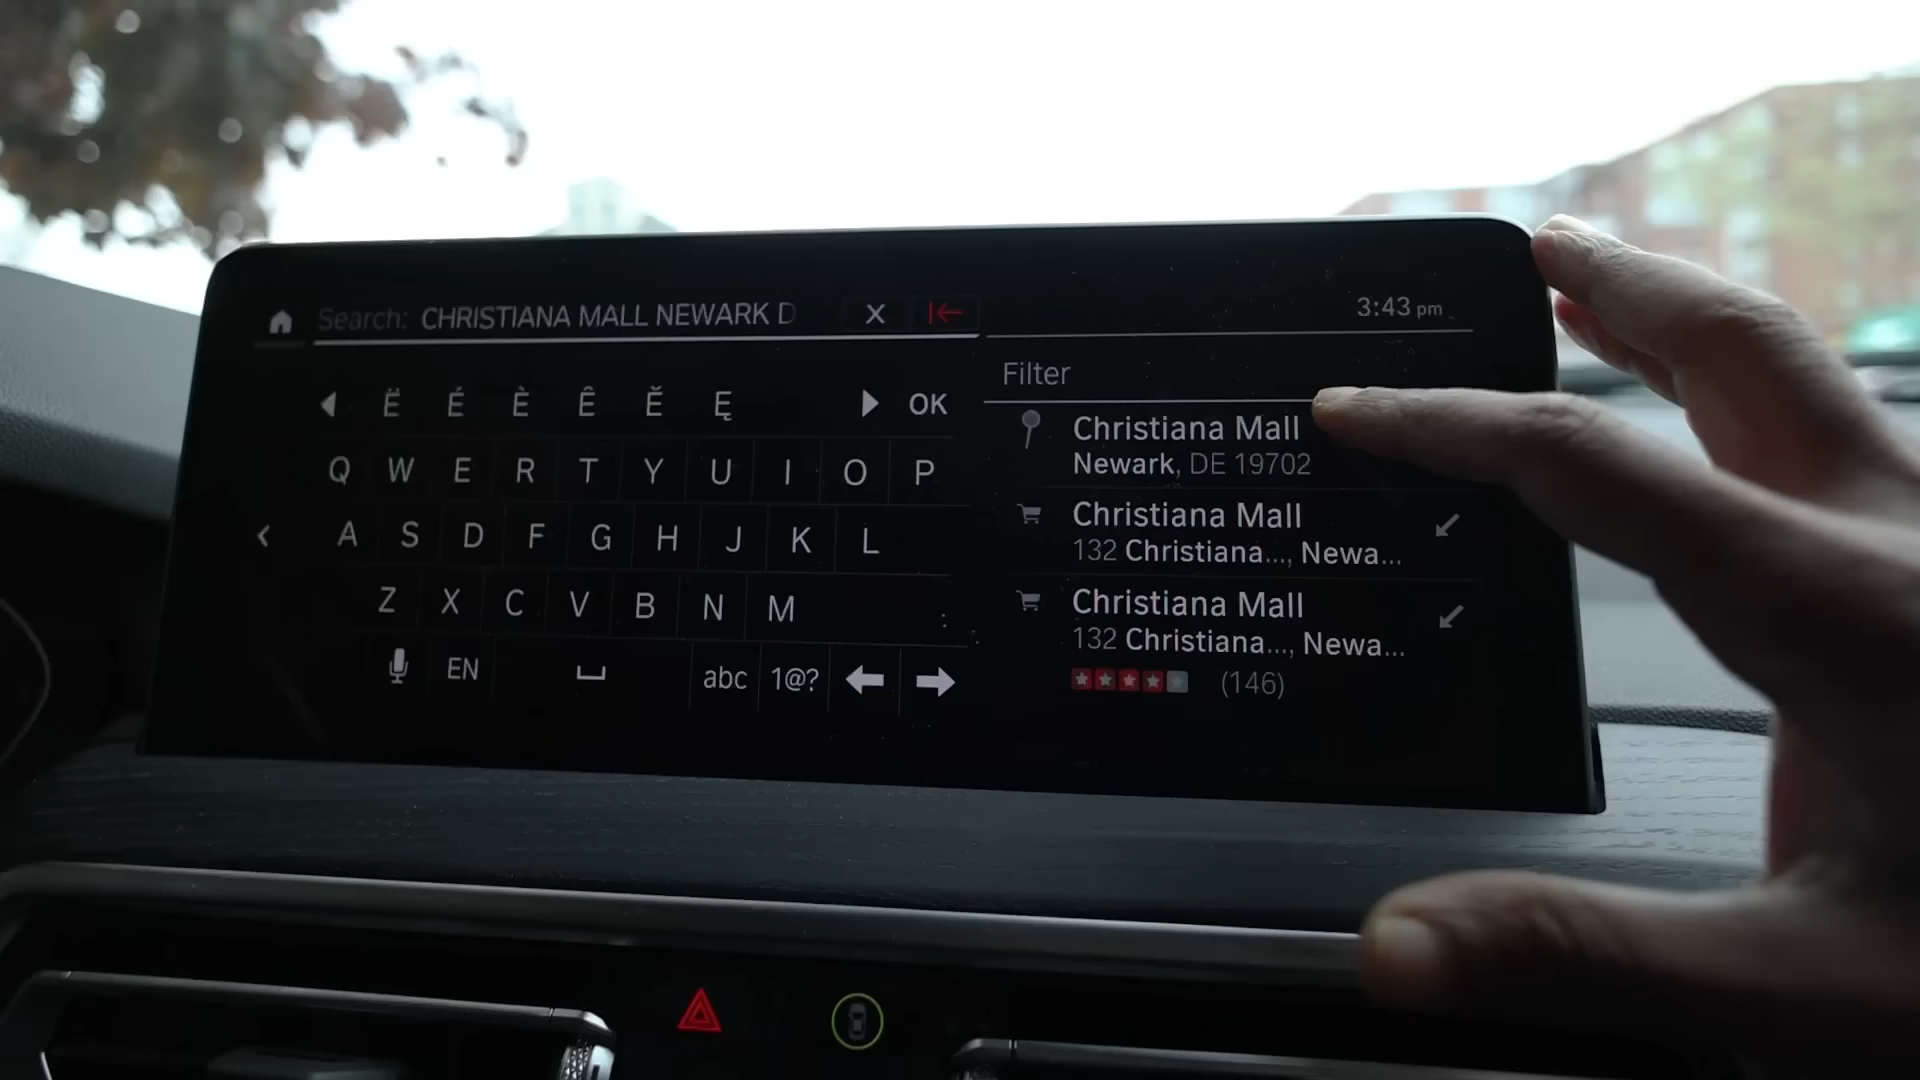 Search: CHRISTIANA MALL NEWARK D X
3:43 pm
Ë É È Ê Ě Ę OK
Q W E R T Y U I O P
A S D F G H J K L
Z X C V B N M :
EN abc 1@?
Filter
Christiana Mall
Newark, DE 19702
Christiana Mall
132 Christiana..., Newa...
Christiana Mall
132 Christiana..., Newa...
(146)